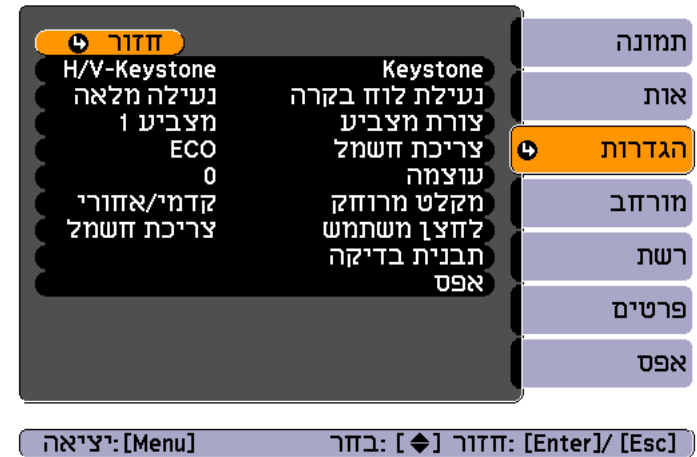 חזור
Keystone H/V-Keystone
נעילת לוח בקרה נעילה מלאה
צורת מצביע מצביע 1
צריכת חשמל ECO
עוצמה 0
מקלט מרוחק קדמי/אחורי
לחצן משתמש צריכת חשמל
תבנית בדיקה
אפס
תמונה
אות
הגדרות
מורחב
רשת
פרטים
אפס
[Esc] /[Enter] :חזור [◆] :בחר [Menu]:יציאה